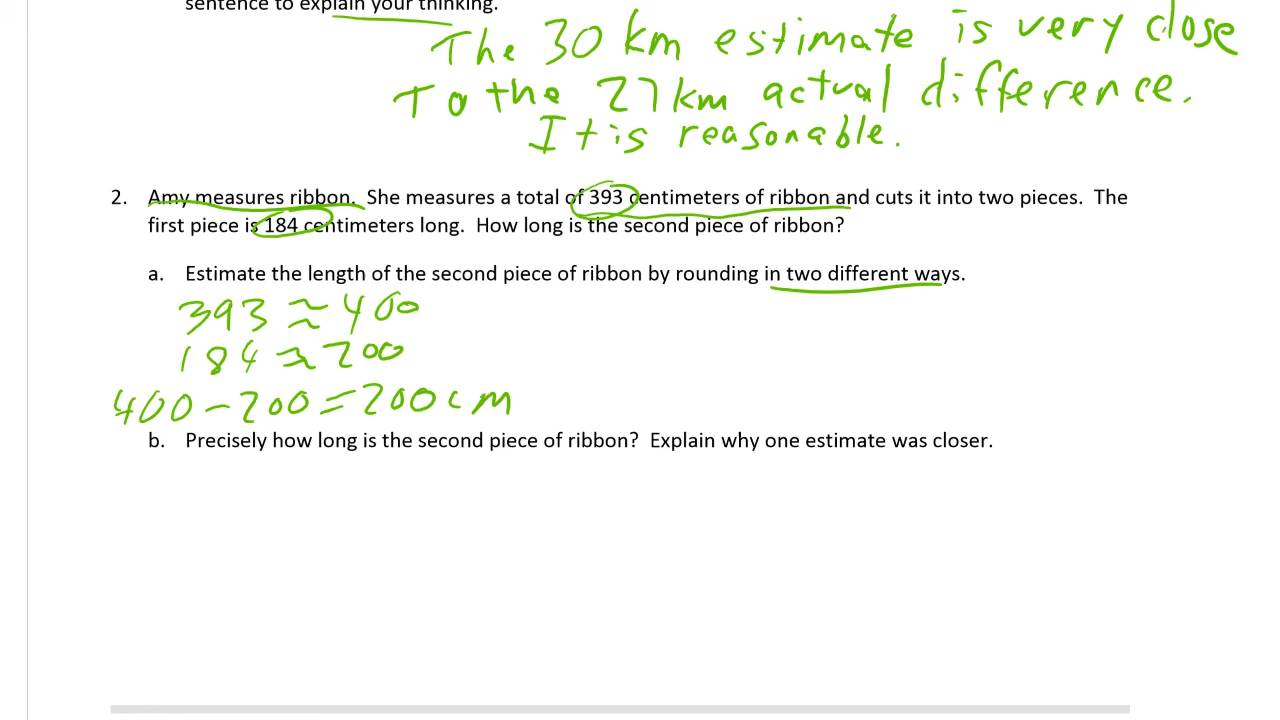 sentence to explain your thinking.
The 30 km estimate is very close
To the 27km actual difference.
It is reasonable.
2. Amy measures ribbon. She measures a total of 393 centimeters of ribbon and cuts it into two pieces. The
first piece is 184 centimeters long. How long is the second piece of ribbon?
a. Estimate the length of the second piece of ribbon by rounding in two different ways.
393 ≈ 400
184 ≈ 200
400 - 200 = 200 cm
b. Precisely how long is the second piece of ribbon? Explain why one estimate was closer.